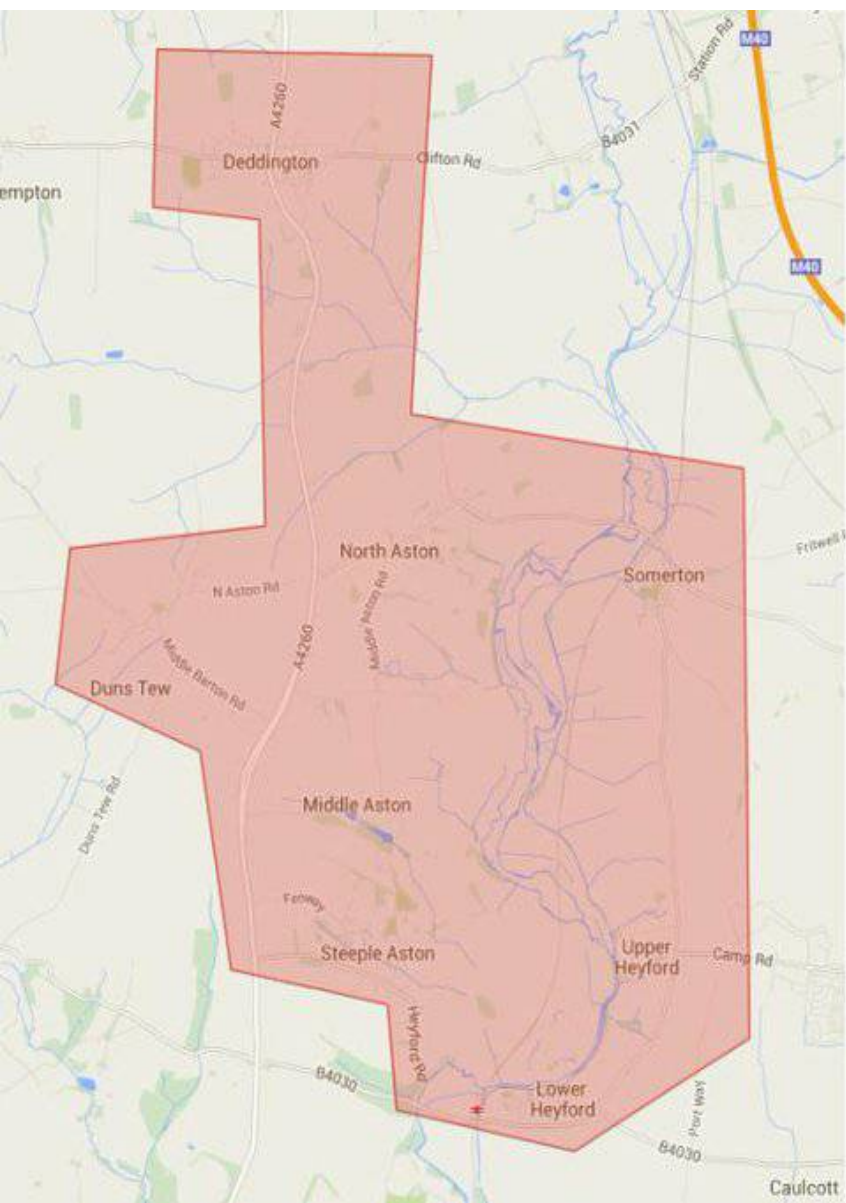 M40
Station Rd
A4260
B4031
Deddington
Clifton Rd
empton
M40
North Aston
Fritwell
Somerton
N Aston Rd
Middle Aston Rd
A4260
Middle Barton Rd
Duns Tew
Middle Aston
Duns Tew Rd
Fenway
Steeple Aston
Upper
Heyford
Camp Rd
Heyford Rd
B4030
Lower
Heyford
Port Way
B4030
Caulcott